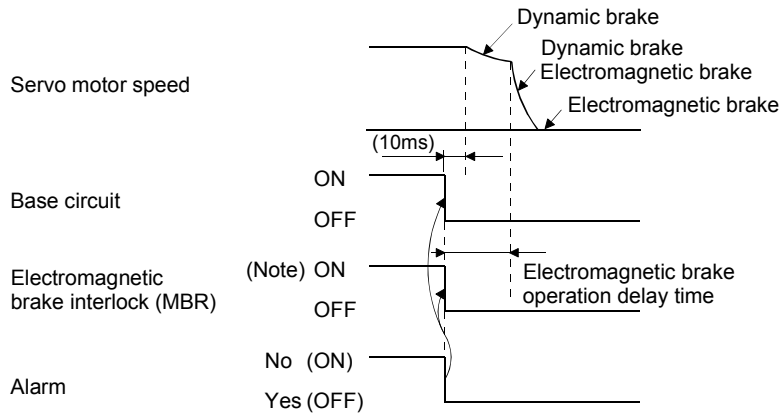 Dynamic brake
Dynamic brake
Electromagnetic brake
Servo motor speed
Electromagnetic brake
(10ms)
ON
Base circuit
OFF
Electromagnetic
brake interlock (MBR)
(Note) ON
Electromagnetic brake
operation delay time
OFF
No (ON)
Alarm
Yes (OFF)